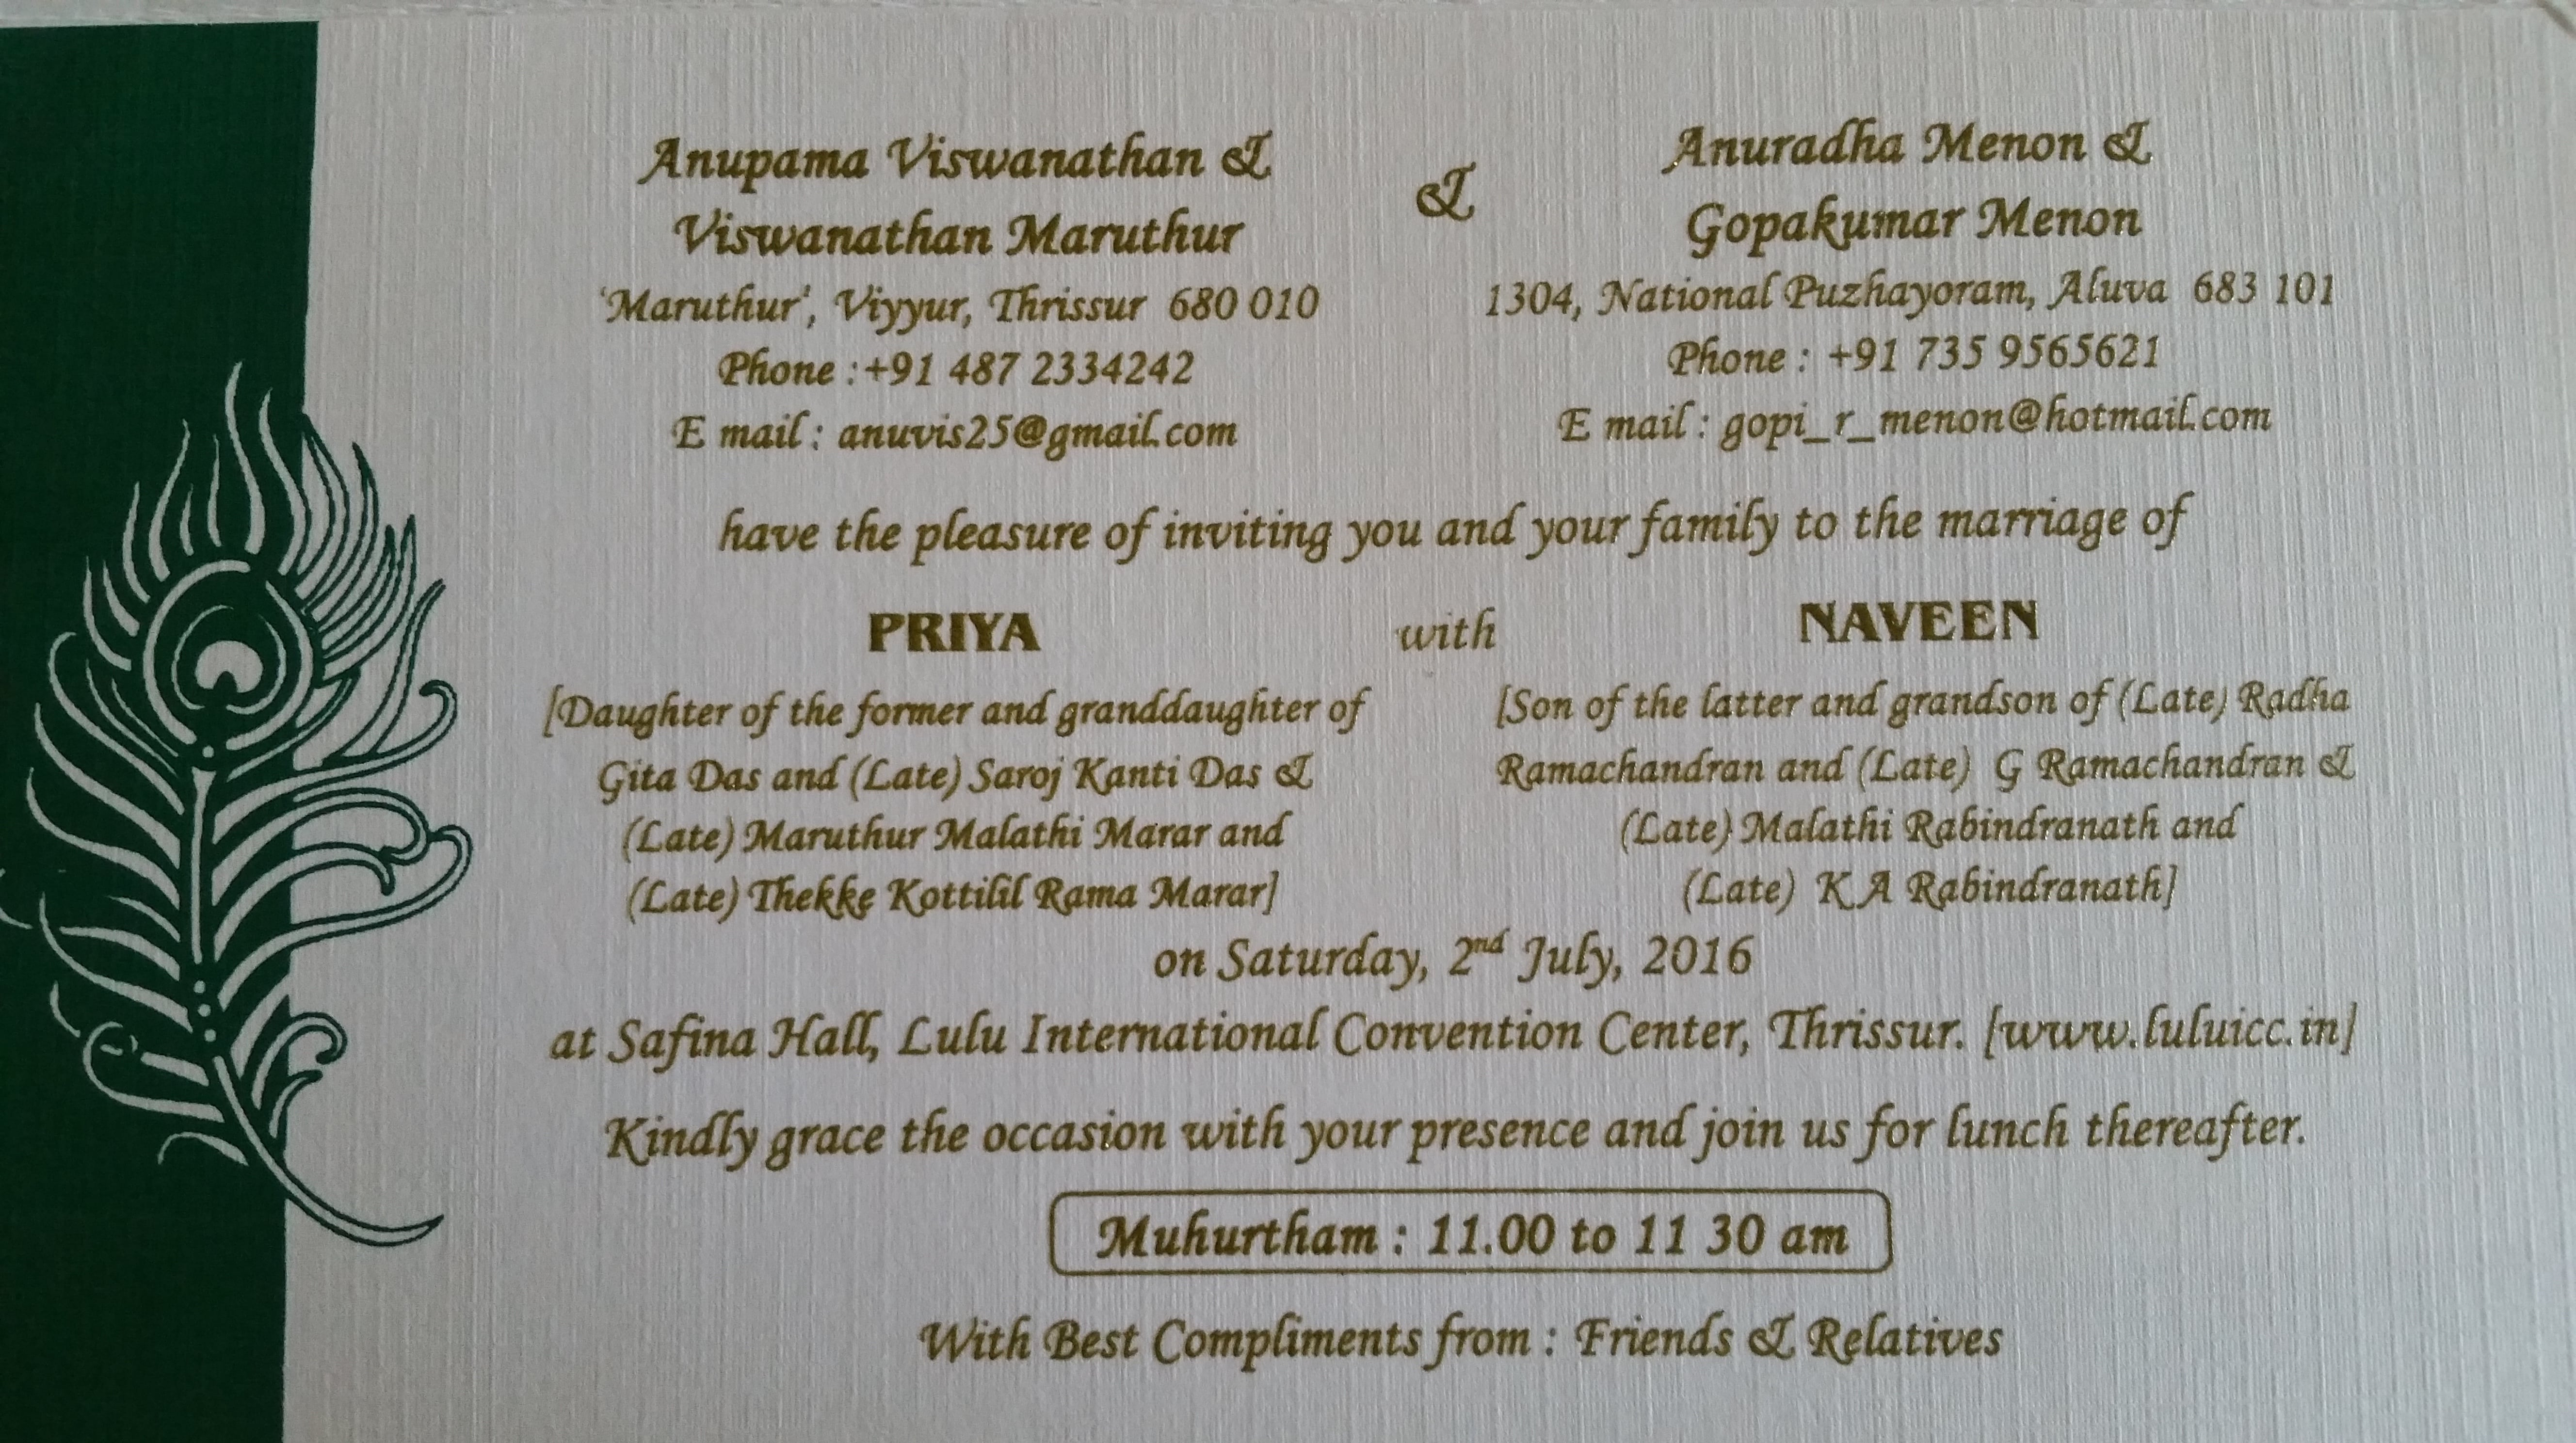 Anupama Viswanathan &
Viswanathan Maruthur
'Maruthur', Viyyur, Thrissur 680 010
Phone :+91 487 2334242
E mail : anuvis25@gmail.com
&
Anuradha Menon &
Gopakumar Menon
1304, National Puzhayoram, Aluva 683 101
Phone : +91 735 9565621
E mail : gopi_r_menon@hotmail.com
have the pleasure of inviting you and your family to the marriage of
PRIYA with NAVEEN
[Daughter of the former and granddaughter of
Gita Das and (Late) Saroj Kanti Das &
(Late) Maruthur Malathi Marar and
(Late) Thekke Kottilil Rama Marar]
[Son of the latter and grandson of (Late) Radha
Ramachandran and (Late) G Ramachandran &
(Late) Malathi Rabindranath and
(Late) K A Rabindranath]
on Saturday, 2nd July, 2016
at Safina Hall, Lulu International Convention Center, Thrissur. [www.luluicc.in]
Kindly grace the occasion with your presence and join us for lunch thereafter.
Muhurtham : 11.00 to 11 30 am
With Best Compliments from : Friends & Relatives